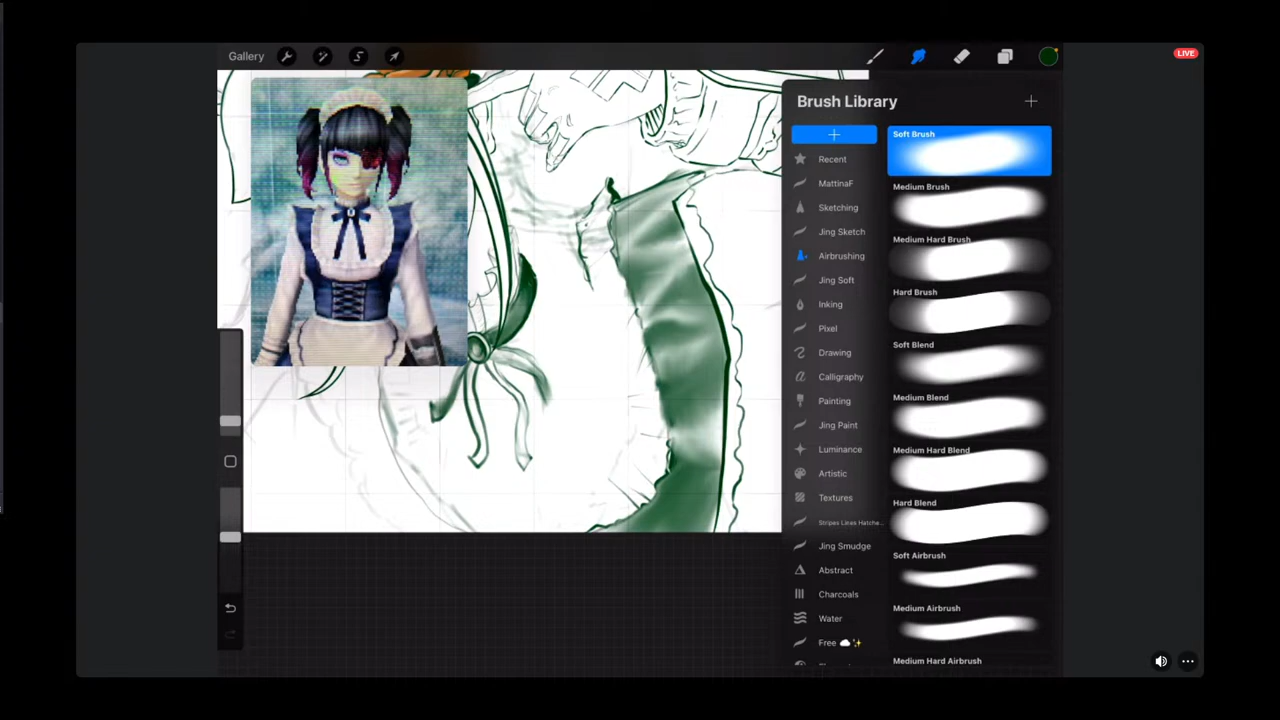 Gallery
LIVE
Brush Library
Recent
MattinaF
Sketching
Jing Sketch
Airbrushing
Jing Soft
Inking
Pixel
Drawing
Calligraphy
Painting
Jing Paint
Luminance
Artistic
Textures
Stripes Lines Hatche...
Jing Smudge
Abstract
Charcoals
Water
Free ☁️✨
Soft Brush
Medium Brush
Medium Hard Brush
Hard Brush
Soft Blend
Medium Blend
Medium Hard Blend
Hard Blend
Soft Airbrush
Medium Airbrush
Medium Hard Airbrush